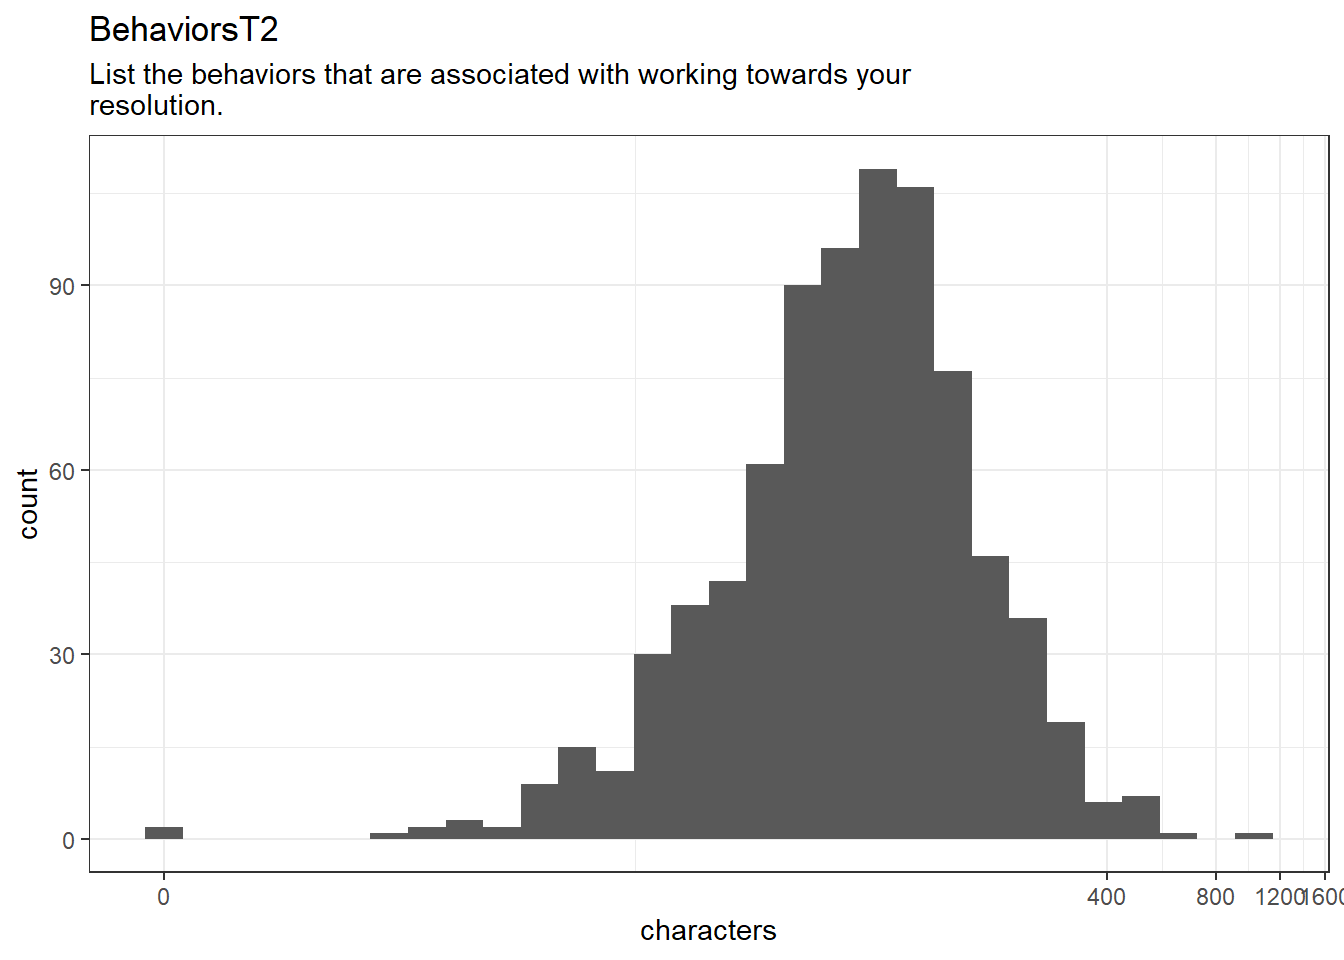 BehaviorsT2
List the behaviors that are associated with working towards your
resolution.
90
60
30
0
count
0 400 800 1200 1600
characters